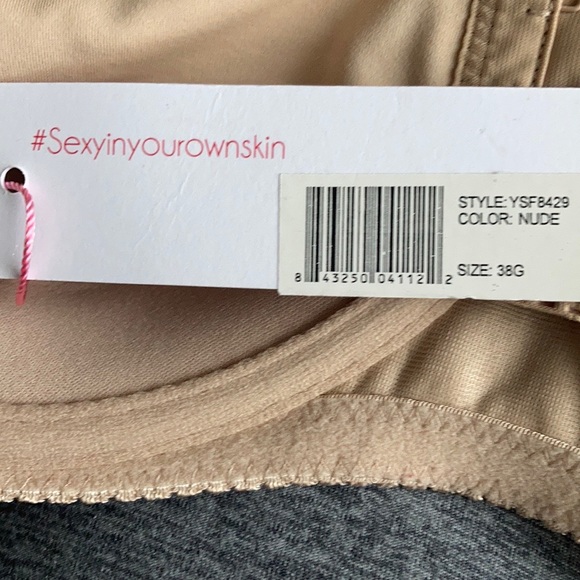 #Sexyinyourownskin
STYLE: YSF8429
COLOR: NUDE
SIZE: 38G
8 43250 04112 2